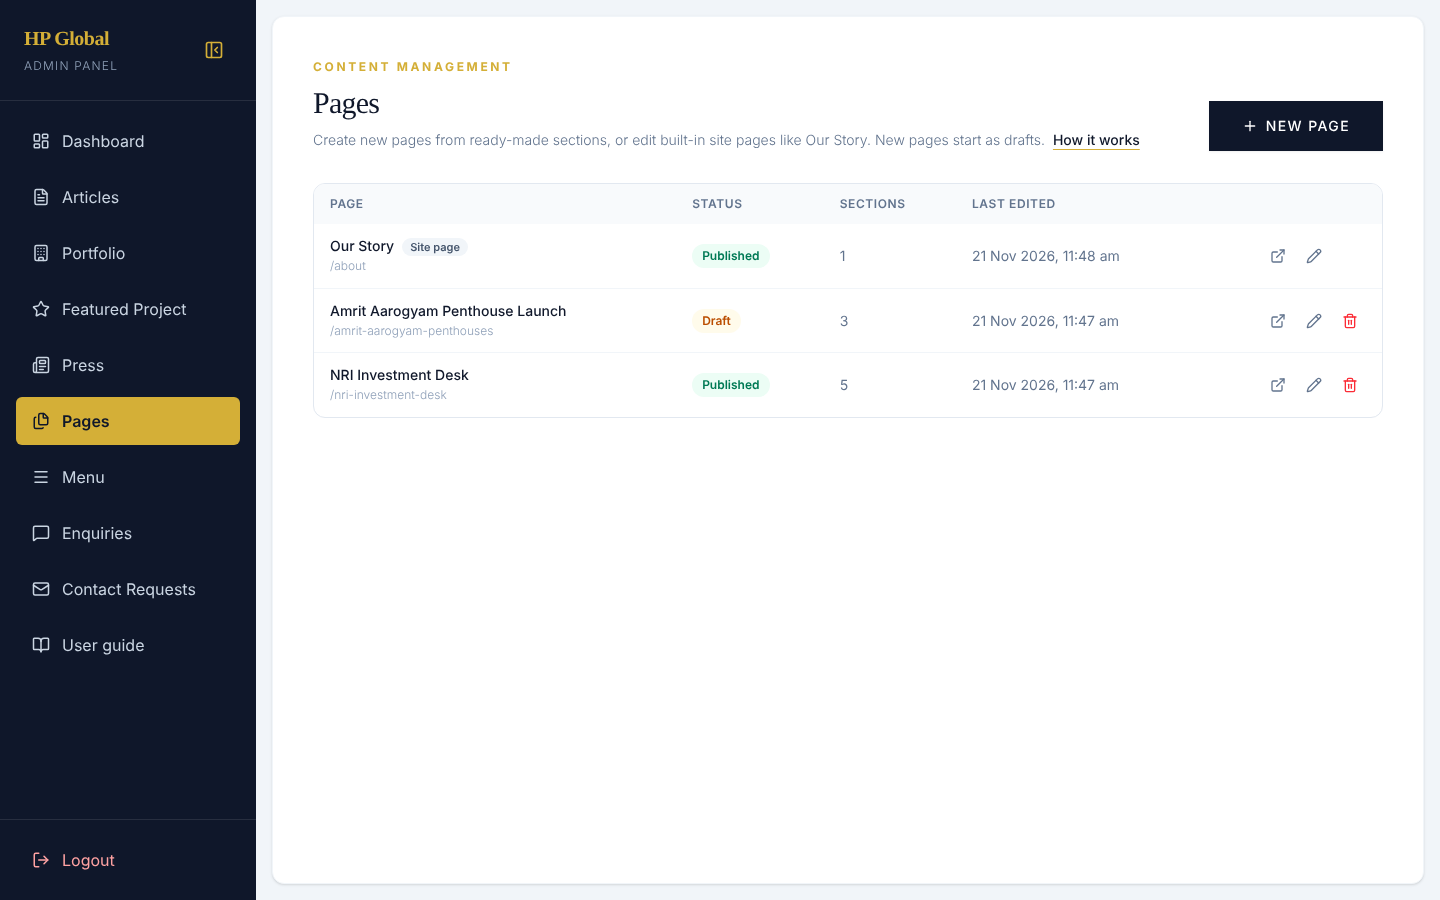 HP Global
ADMIN PANEL
Dashboard
Articles
Portfolio
Featured Project
Press
Pages
Menu
Enquiries
Contact Requests
User guide
Logout
CONTENT MANAGEMENT
Pages
Create new pages from ready-made sections, or edit built-in site pages like Our Story. New pages start as drafts. How it works
+ NEW PAGE
PAGE STATUS SECTIONS LAST EDITED
Our Story Site page
/about
Published 1 21 Nov 2026, 11:48 am
Amrit Aarogyam Penthouse Launch
/amrit-aarogyam-penthouses
Draft 3 21 Nov 2026, 11:47 am
NRI Investment Desk
/nri-investment-desk
Published 5 21 Nov 2026, 11:47 am